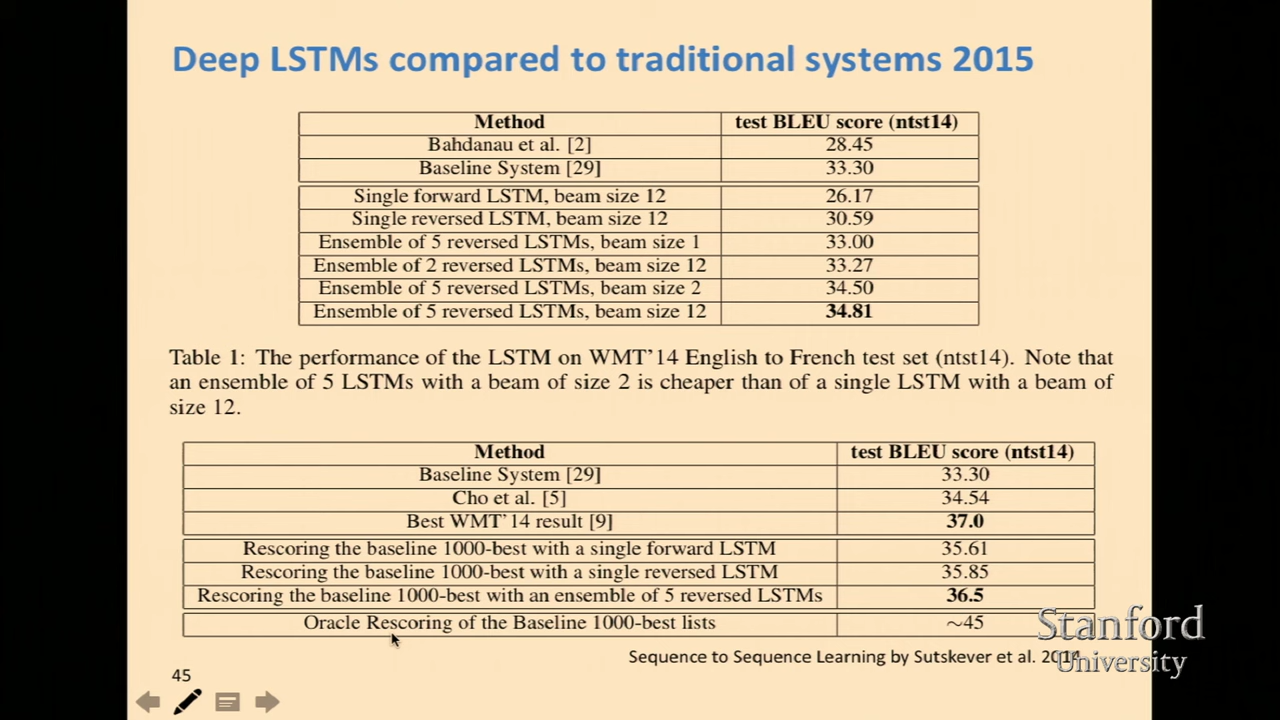 Deep LSTMs compared to traditional systems 2015
Method test BLEU score (ntst14)
Bahdanau et al. [2] 28.45
Baseline System [29] 33.30
Single forward LSTM, beam size 12 26.17
Single reversed LSTM, beam size 12 30.59
Ensemble of 5 reversed LSTMs, beam size 1 33.00
Ensemble of 2 reversed LSTMs, beam size 12 33.27
Ensemble of 5 reversed LSTMs, beam size 2 34.50
Ensemble of 5 reversed LSTMs, beam size 12 34.81
Table 1: The performance of the LSTM on WMT'14 English to French test set (ntst14). Note that
an ensemble of 5 LSTMs with a beam of size 2 is cheaper than of a single LSTM with a beam of
size 12.
Method test BLEU score (ntst14)
Baseline System [29] 33.30
Cho et al. [5] 34.54
Best WMT'14 result [9] 37.0
Rescoring the baseline 1000-best with a single forward LSTM 35.61
Rescoring the baseline 1000-best with a single reversed LSTM 35.85
Rescoring the baseline 1000-best with an ensemble of 5 reversed LSTMs 36.5
Oracle Rescoring of the Baseline 1000-best lists ~45
Sequence to Sequence Learning by Sutskever et al. 2014
Stanford
University
45